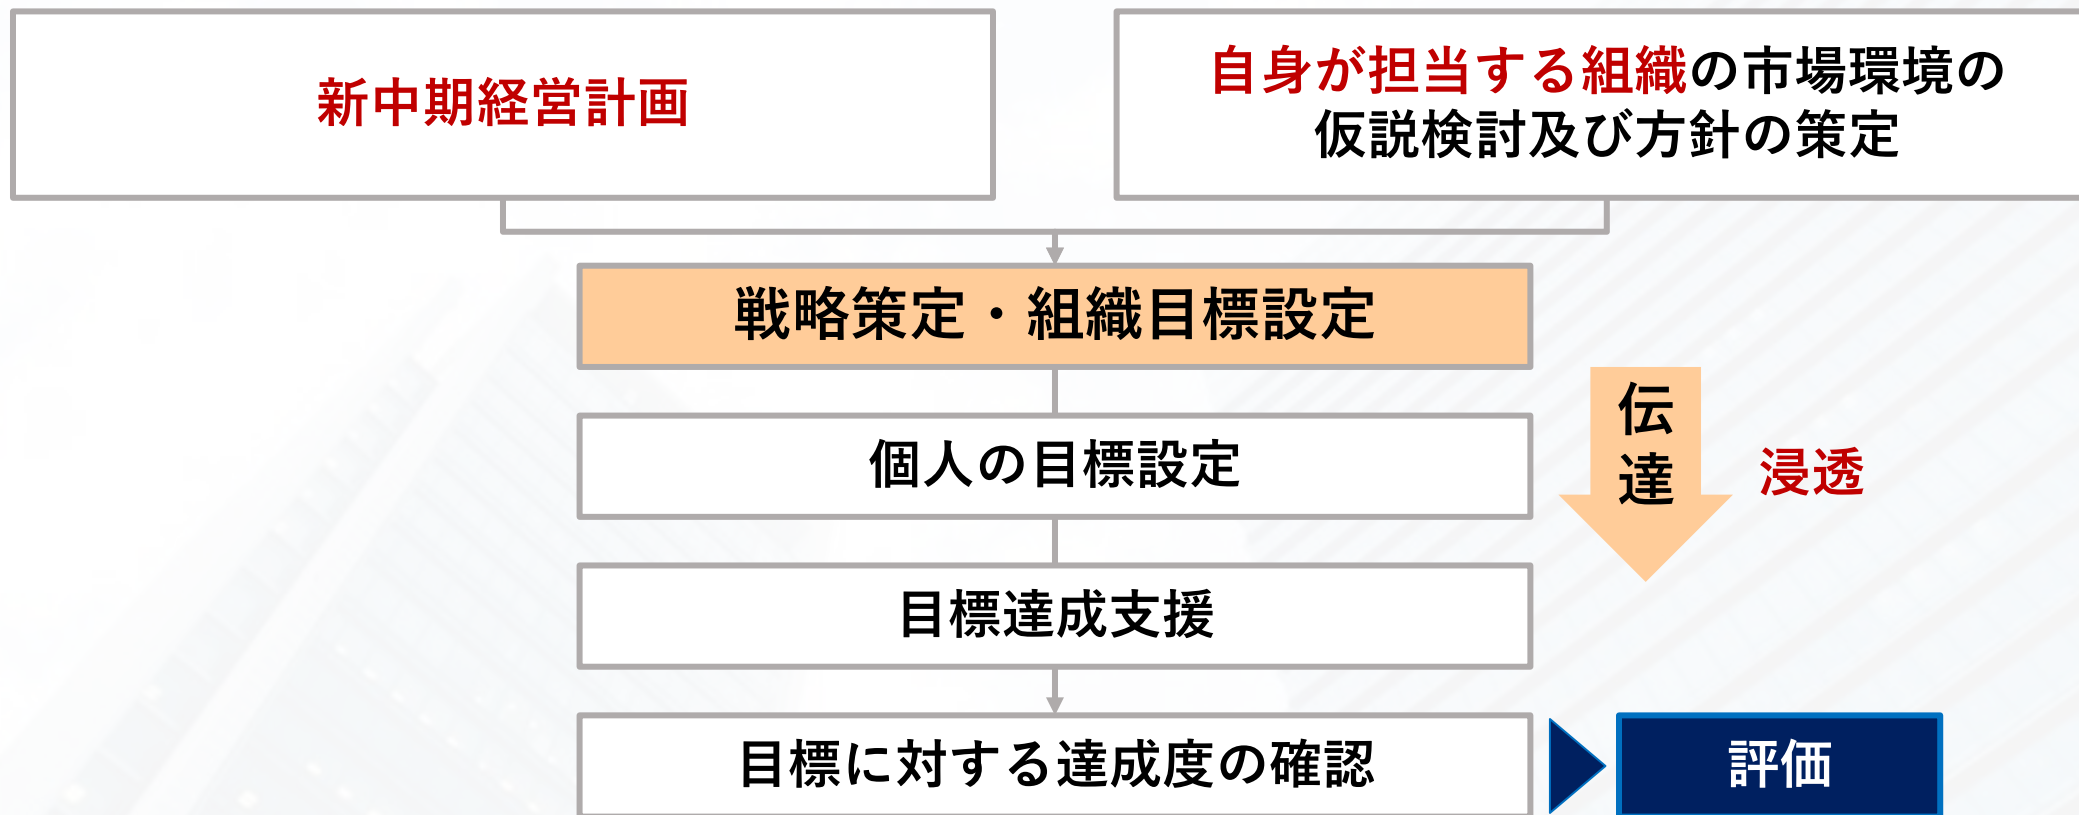 新中期経営計画
自身が担当する組織の市場環境の
仮説検討及び方針の策定
戦略策定・組織目標設定
個人の目標設定
伝達
浸透
目標達成支援
目標に対する達成度の確認
評価